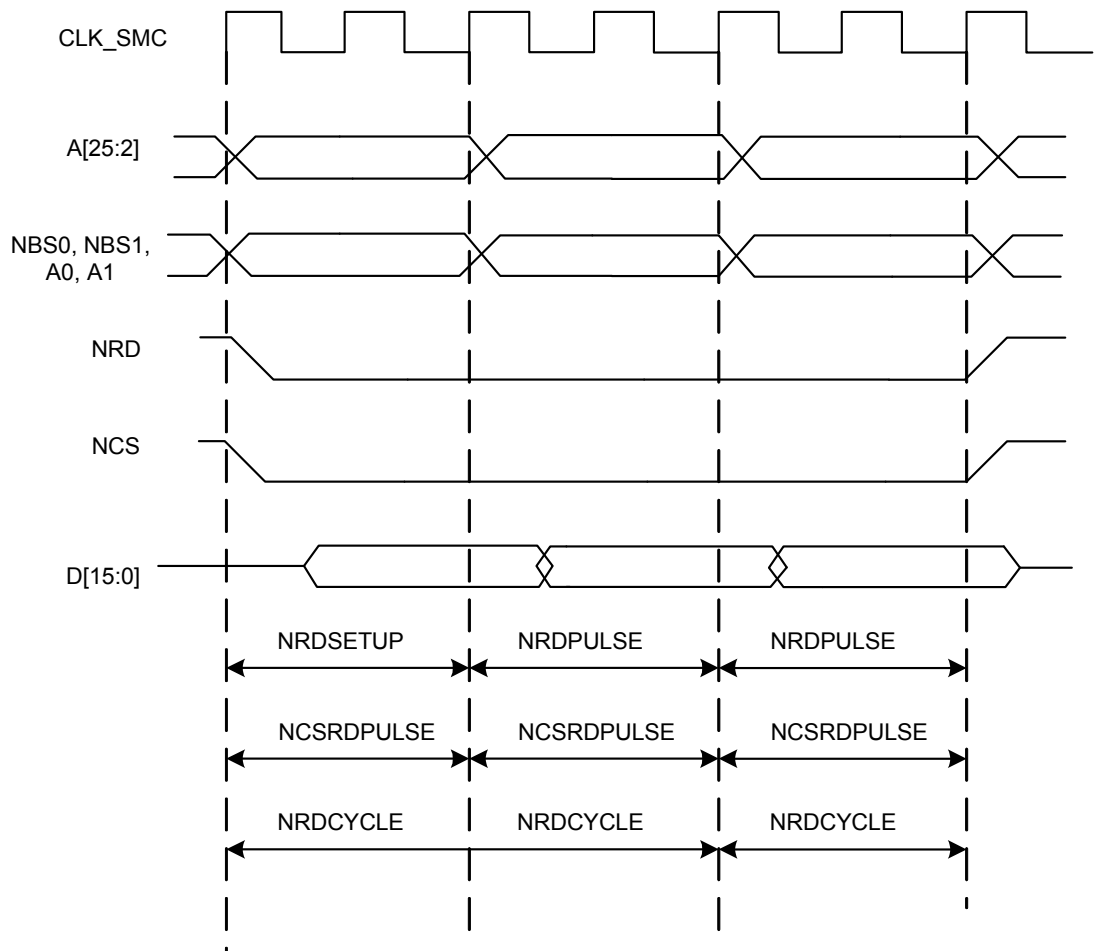 CLK_SMC
A[25:2]
NBS0, NBS1,
A0, A1
NRD
NCS
D[15:0]
NRDSETUP NRDPULSE NRDPULSE
NCSRDPULSE NCSRDPULSE NCSRDPULSE
NRDCYCLE NRDCYCLE NRDCYCLE